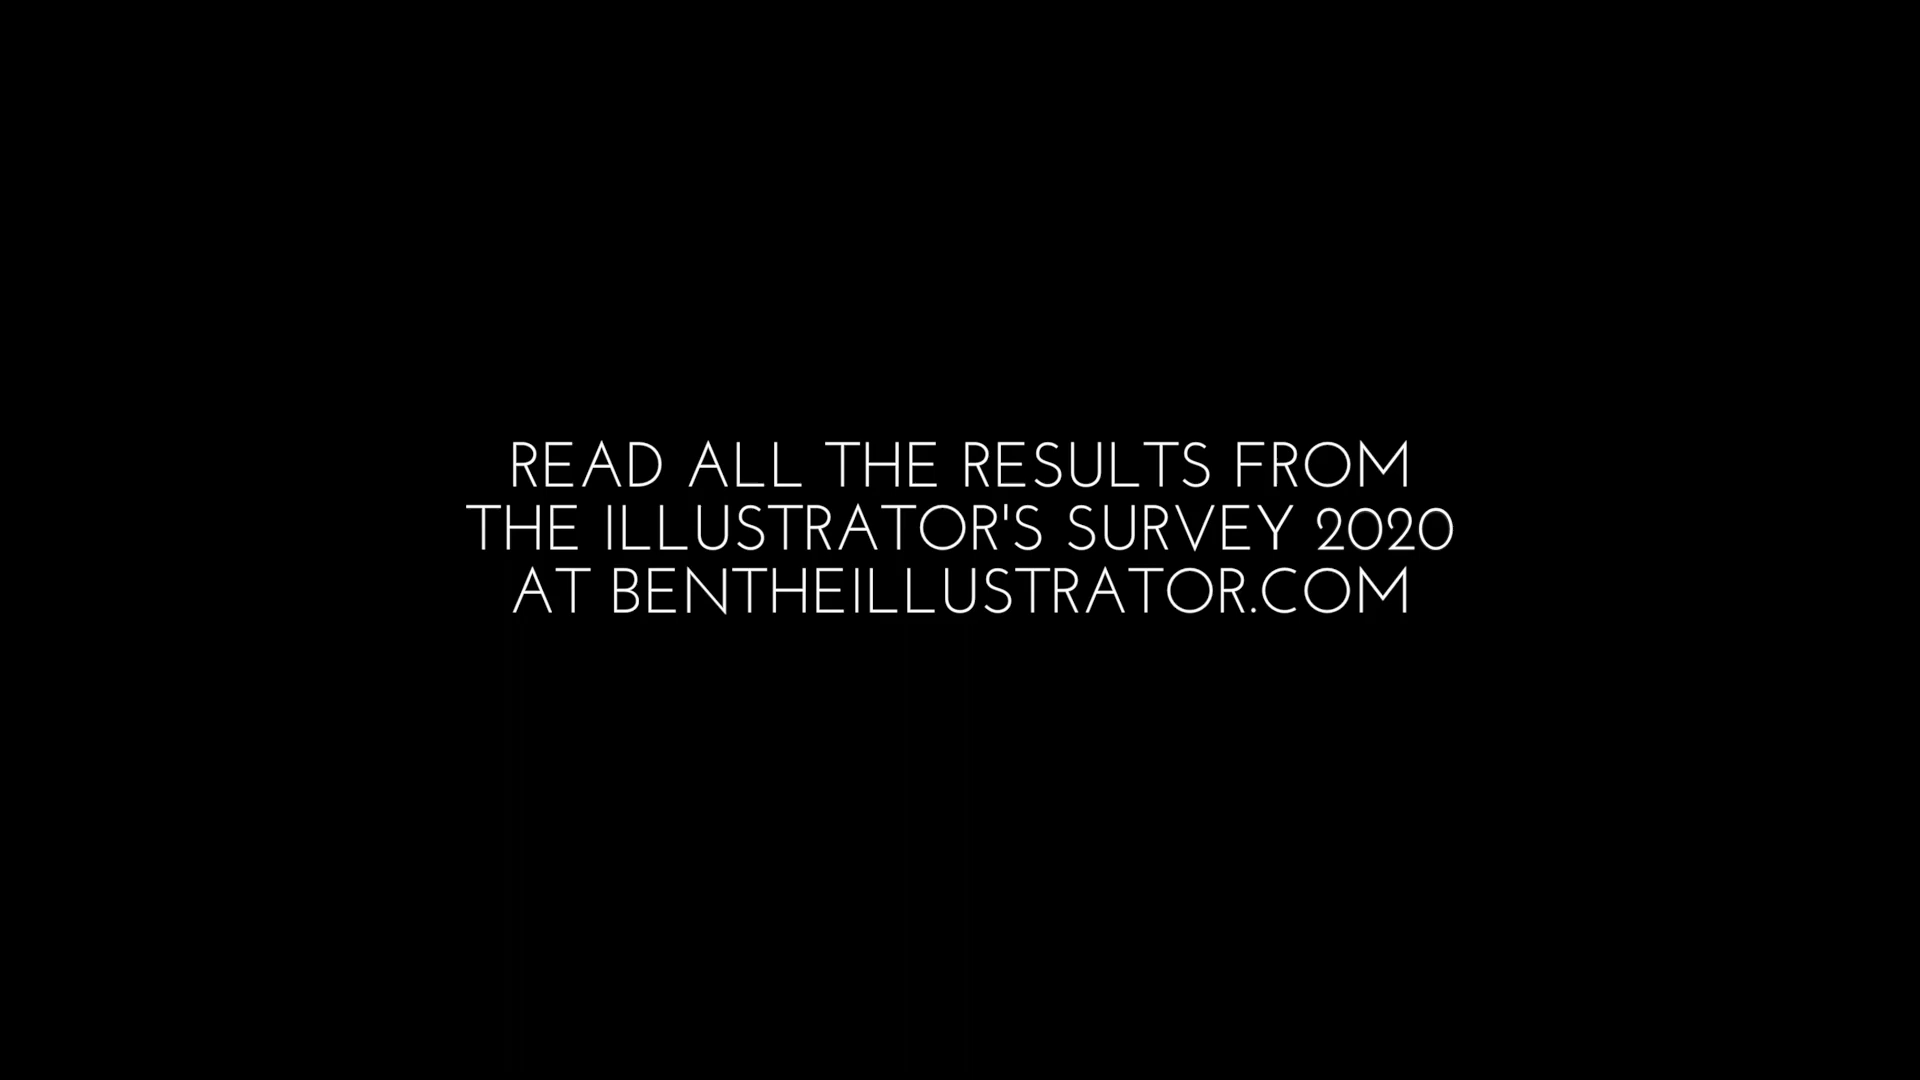 READ ALL THE RESULTS FROM
THE ILLUSTRATOR'S SURVEY 2020
AT BENTHEILLUSTRATOR.COM